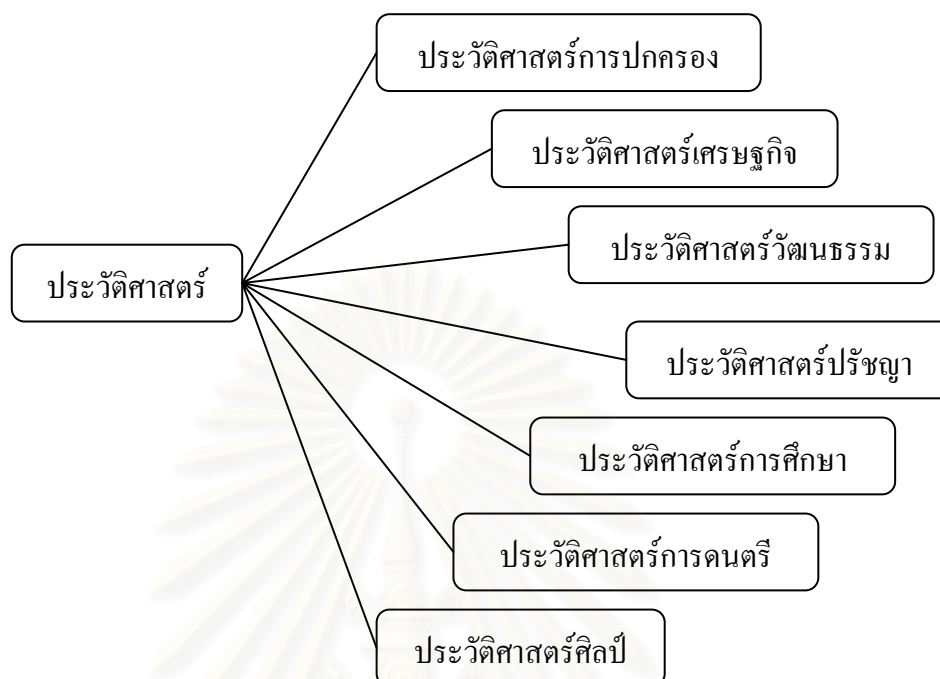 ประวัติศาสตร์การปกครอง
ประวัติศาสตร์เศรษฐกิจ
ประวัติศาสตร์วัฒนธรรม
ประวัติศาสตร์
ประวัติศาสตร์ปรัชญา
ประวัติศาสตร์การศึกษา
ประวัติศาสตร์การดนตรี
ประวัติศาสตร์ศิลป์